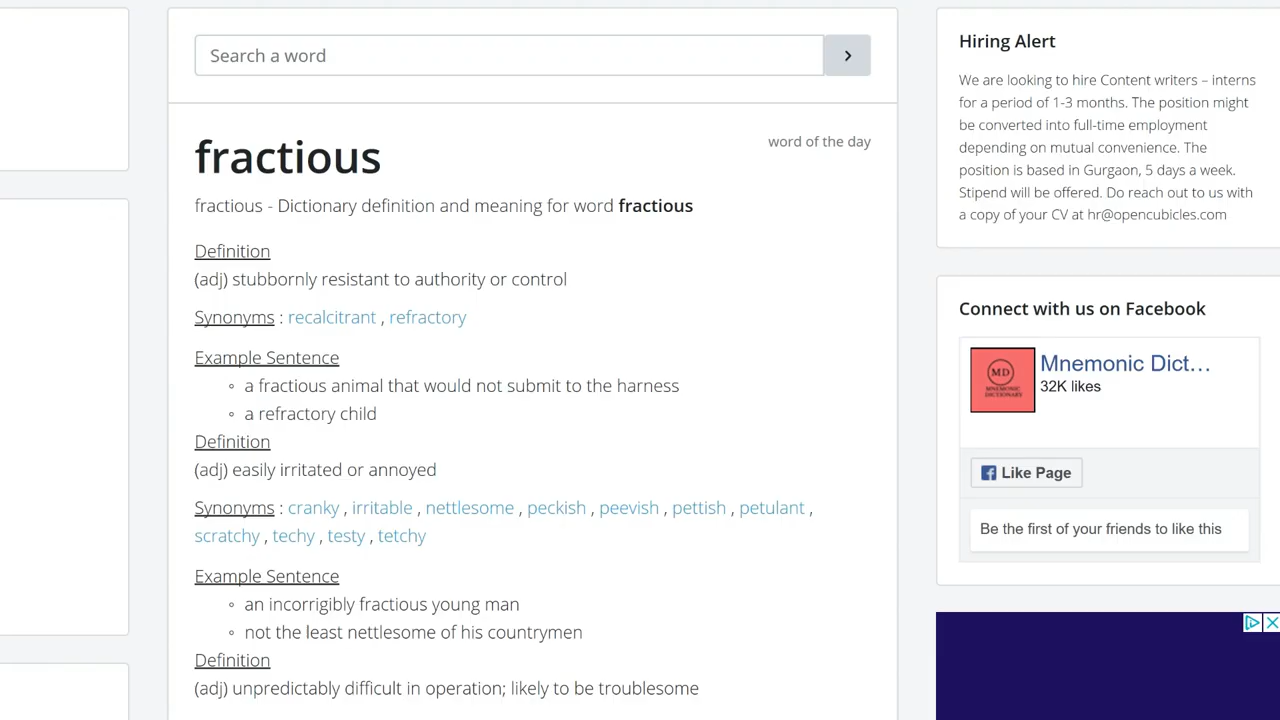 Search a word
fractious
word of the day
fractious - Dictionary definition and meaning for word fractious
Definition
(adj) stubbornly resistant to authority or control
Synonyms : recalcitrant , refractory
Example Sentence
◦ a fractious animal that would not submit to the harness
◦ a refractory child
Definition
(adj) easily irritated or annoyed
Synonyms : cranky , irritable , nettlesome , peckish , peevish , pettish , petulant ,
scratchy , techy , testy , tetchy
Example Sentence
◦ an incorrigibly fractious young man
◦ not the least nettlesome of his countrymen
Definition
(adj) unpredictably difficult in operation; likely to be troublesome
Hiring Alert
We are looking to hire Content writers – interns
for a period of 1-3 months. The position might
be converted into full-time employment
depending on mutual convenience. The
position is based in Gurgaon, 5 days a week.
Stipend will be offered. Do reach out to us with
a copy of your CV at hr@opencubicles.com
Connect with us on Facebook
MD
MNEMONIC
DICTIONARY
Mnemonic Dict...
32K likes
Like Page
Be the first of your friends to like this